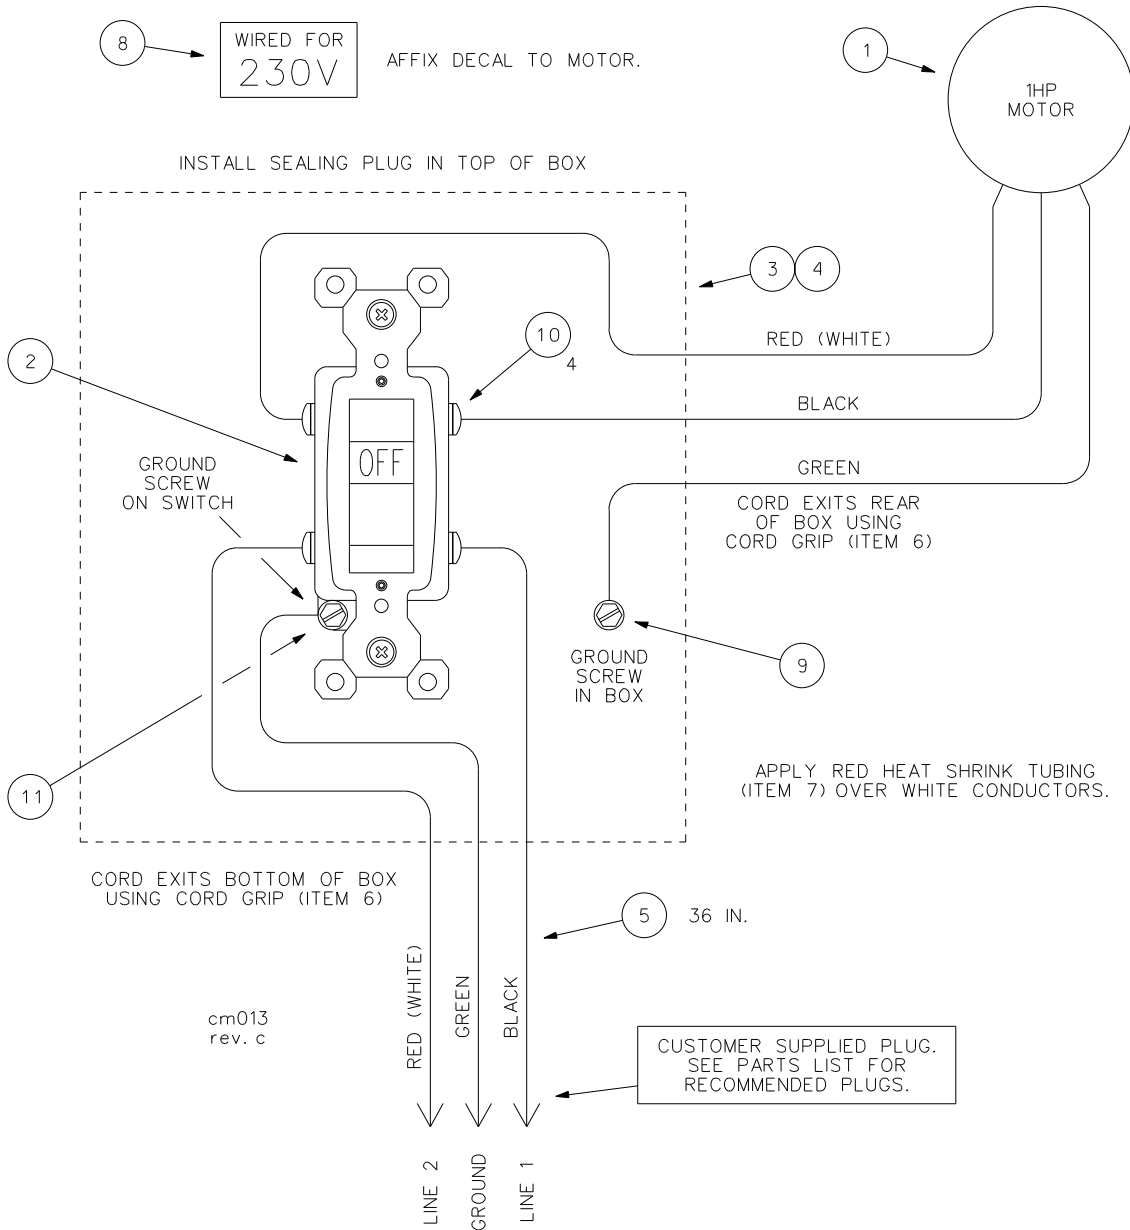 8
WIRED FOR
230V
AFFIX DECAL TO MOTOR.
1
1HP
MOTOR
INSTALL SEALING PLUG IN TOP OF BOX
3
4
RED (WHITE)
10
4
2
BLACK
OFF
GREEN
GROUND
SCREW
ON SWITCH
CORD EXITS REAR
OF BOX USING
CORD GRIP (ITEM 6)
GROUND
SCREW
IN BOX
9
11
APPLY RED HEAT SHRINK TUBING
(ITEM 7) OVER WHITE CONDUCTORS.
CORD EXITS BOTTOM OF BOX
USING CORD GRIP (ITEM 6)
5
36 IN.
RED (WHITE)
GREEN
BLACK
cm013
rev. c
CUSTOMER SUPPLIED PLUG.
SEE PARTS LIST FOR
RECOMMENDED PLUGS.
LINE 2
GROUND
LINE 1